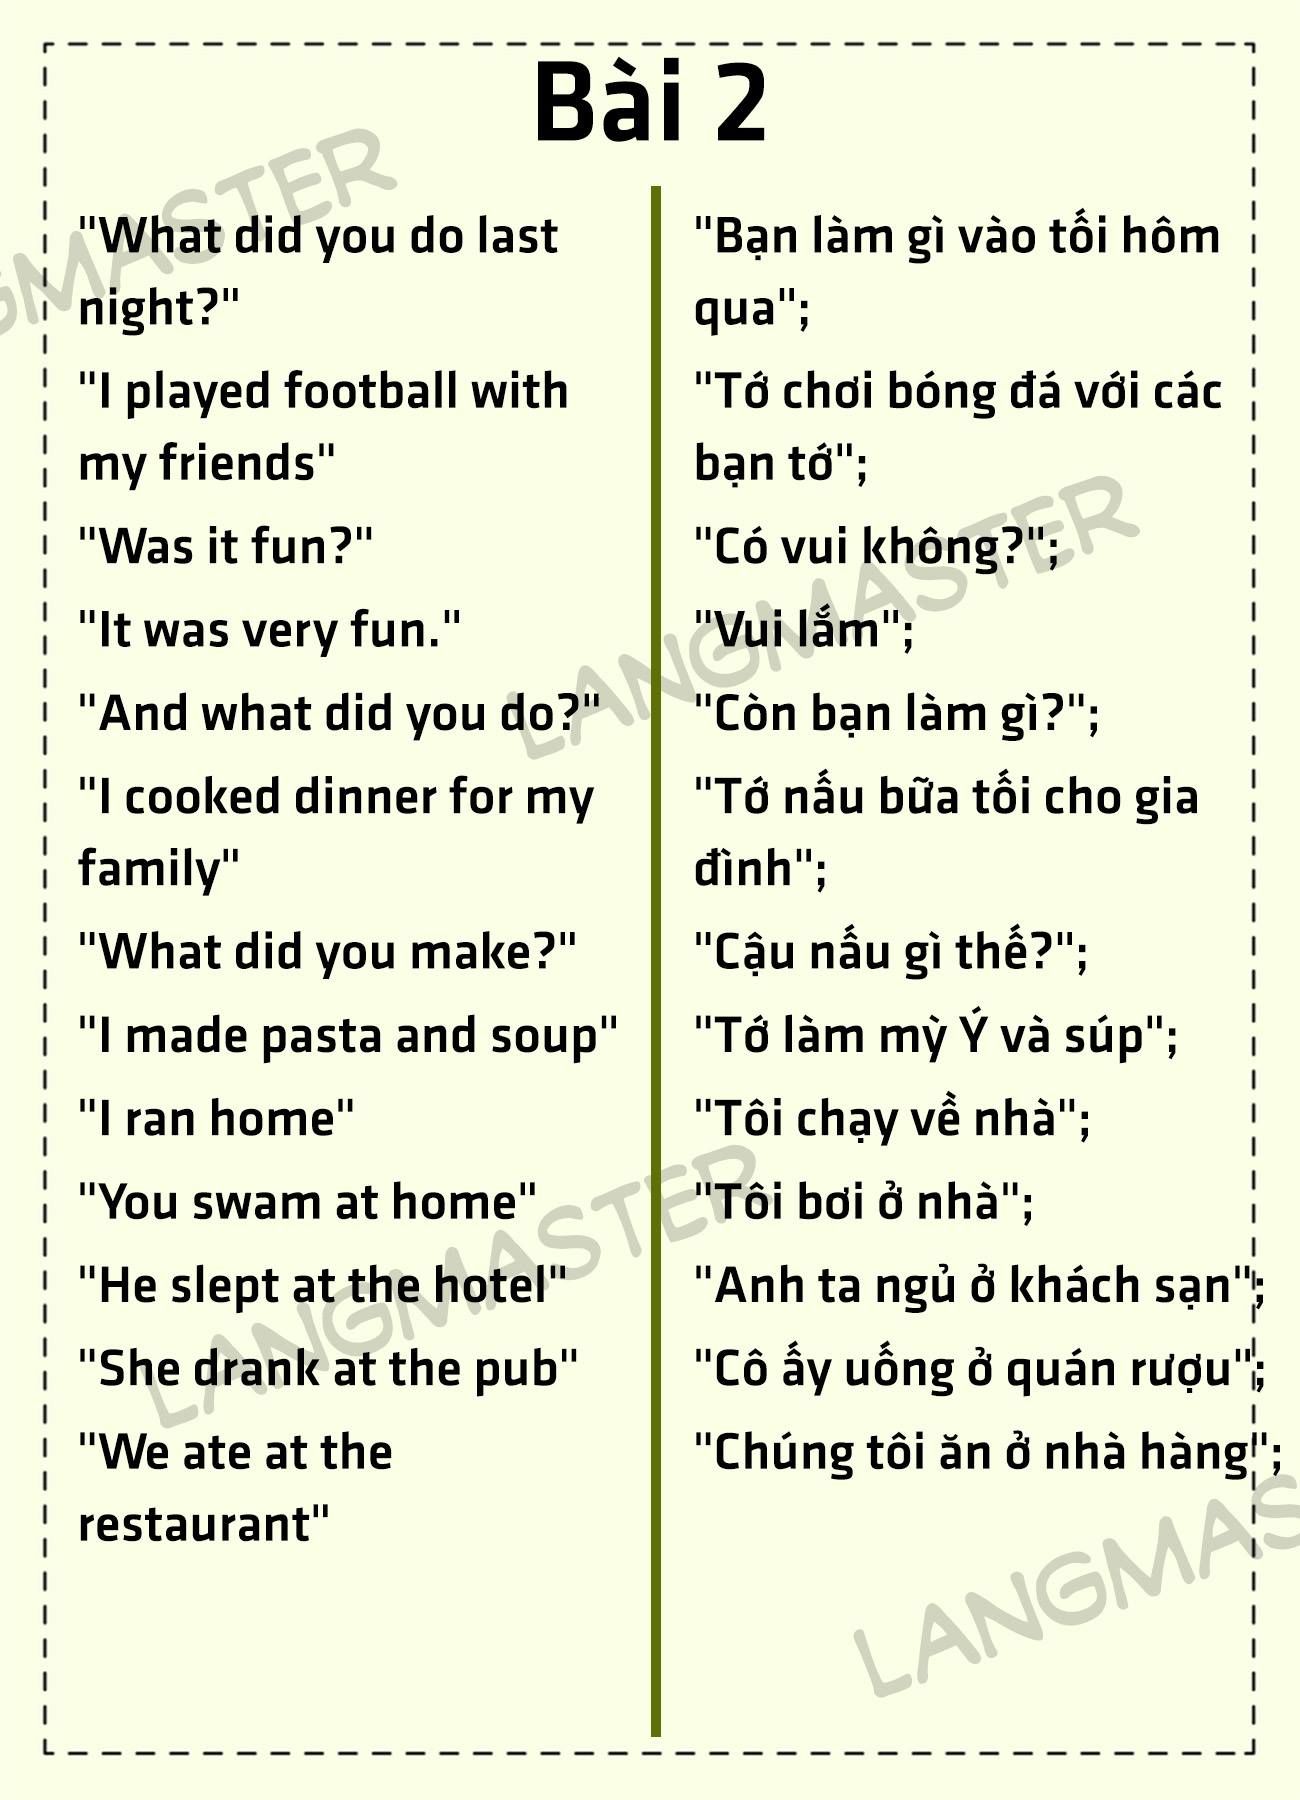 Bài 2
"What did you do last
night?"
"I played football with
my friends"
"Was it fun?"
"It was very fun."
"And what did you do?"
"I cooked dinner for my
family"
"What did you make?"
"I made pasta and soup"
"I ran home"
"You swam at home"
"He slept at the hotel"
"She drank at the pub"
"We ate at the
restaurant"
"Bạn làm gì vào tối hôm
qua";
"Tớ chơi bóng đá với các
bạn tớ";
"Có vui không?";
"Vui lắm";
"Còn bạn làm gì?";
"Tớ nấu bữa tối cho gia
đình";
"Cậu nấu gì thế?";
"Tớ làm mỳ Ý và súp";
"Tôi chạy về nhà";
"Tôi bơi ở nhà";
"Anh ta ngủ ở khách sạn";
"Cô ấy uống ở quán rượu";
"Chúng tôi ăn ở nhà hàng";
GMASTER
LANGMASTER
LANGMASTER
LANGMAS